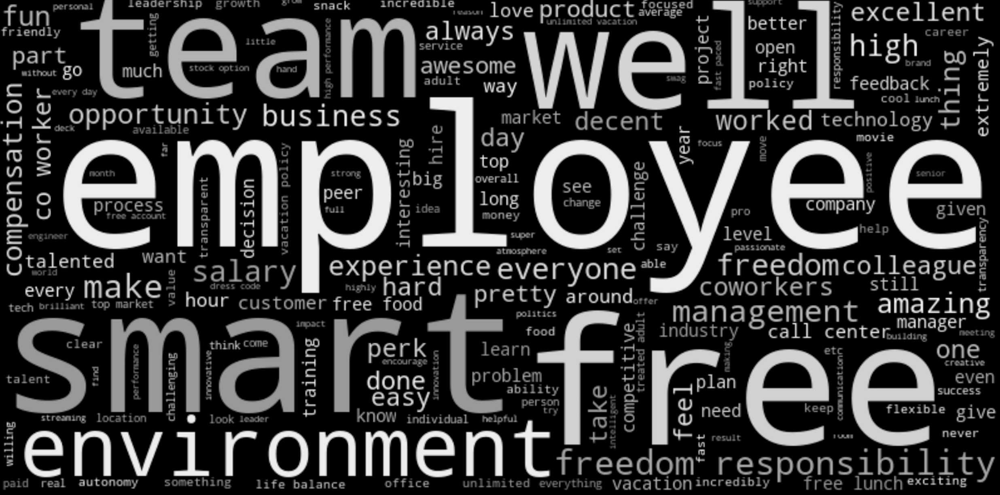 personal leadership growth grow snack incredible reason love product focused average support excellent
fun team unlimited vacation well better career
friendly getting little high performance always service project fast paced open responsibility high extremely
part much stock option hand awesome right brand thing
without go adult way swag policy feedback
every day cool lunch
compensation co worker opportunity business market decent worked technology
deck available hire day year focus move movie
employee
far vacation policy interesting top positive
month strong big overall see challenge senior
process transparent decision peer long change company given
free account full idea money pro
engineer super level help transparency
talented want atmosphere set say passionate
world salary experience everyone able freedom colleague
every make value dress code highly hard pretty around coworkers still
tech brilliant top market hour customer free food offer management amazing
smart
impact politics free treated adult manager
clear think come training perk food competitive industry call center building meeting
performance challenging innovative encourage innovation learn making etc one
talent find done problem plan communicationr creative even
easy ability take feel success
person intelligent need keep flexible give
streaming location look leader know individual helpful try
willing environment fast result never
freedom responsibility
paid real autonomy something life balance office unlimited everything vacation incredibly free lunch exciting